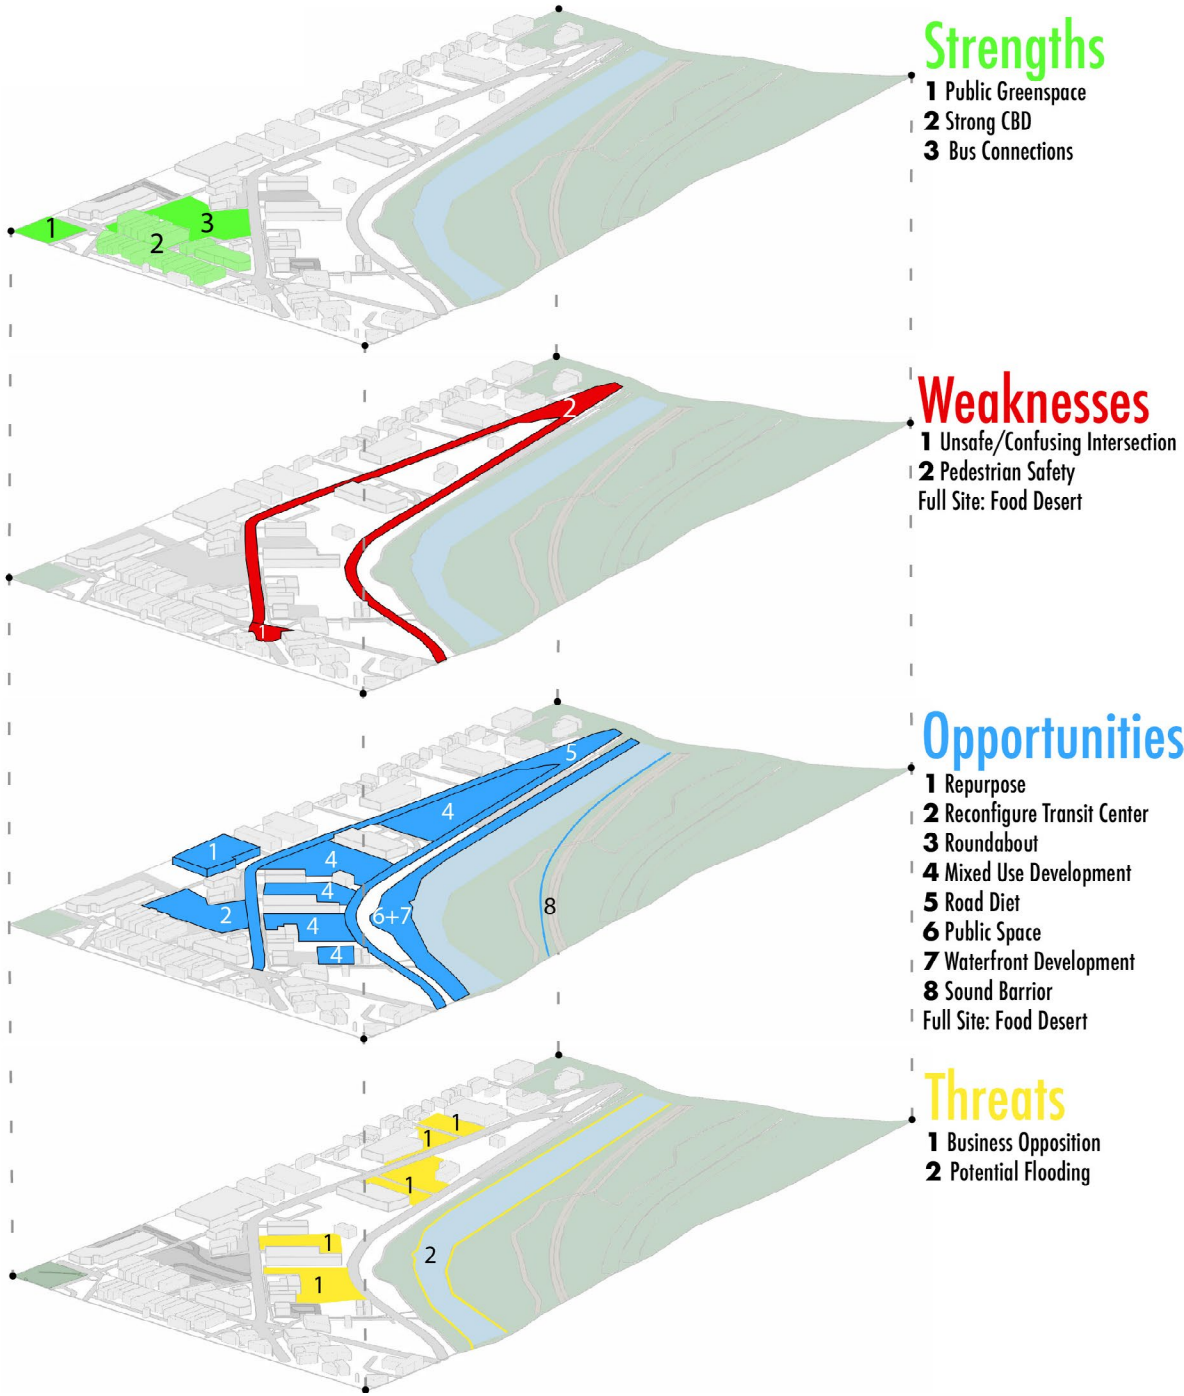 Strengths
1 Public Greenspace
2 Strong CBD
3 Bus Connections
1
2
3
Weaknesses
1 Unsafe/Confusing Intersection
2 Pedestrian Safety
Full Site: Food Desert
2
1
Opportunities
1 Repurpose
2 Reconfigure Transit Center
3 Roundabout
4 Mixed Use Development
5 Road Diet
6 Public Space
7 Waterfront Development
8 Sound Barrior
Full Site: Food Desert
5
4
1
4
4
2
6+7
8
4
4
Threats
1 Business Opposition
2 Potential Flooding
1
1
1
1
2
1